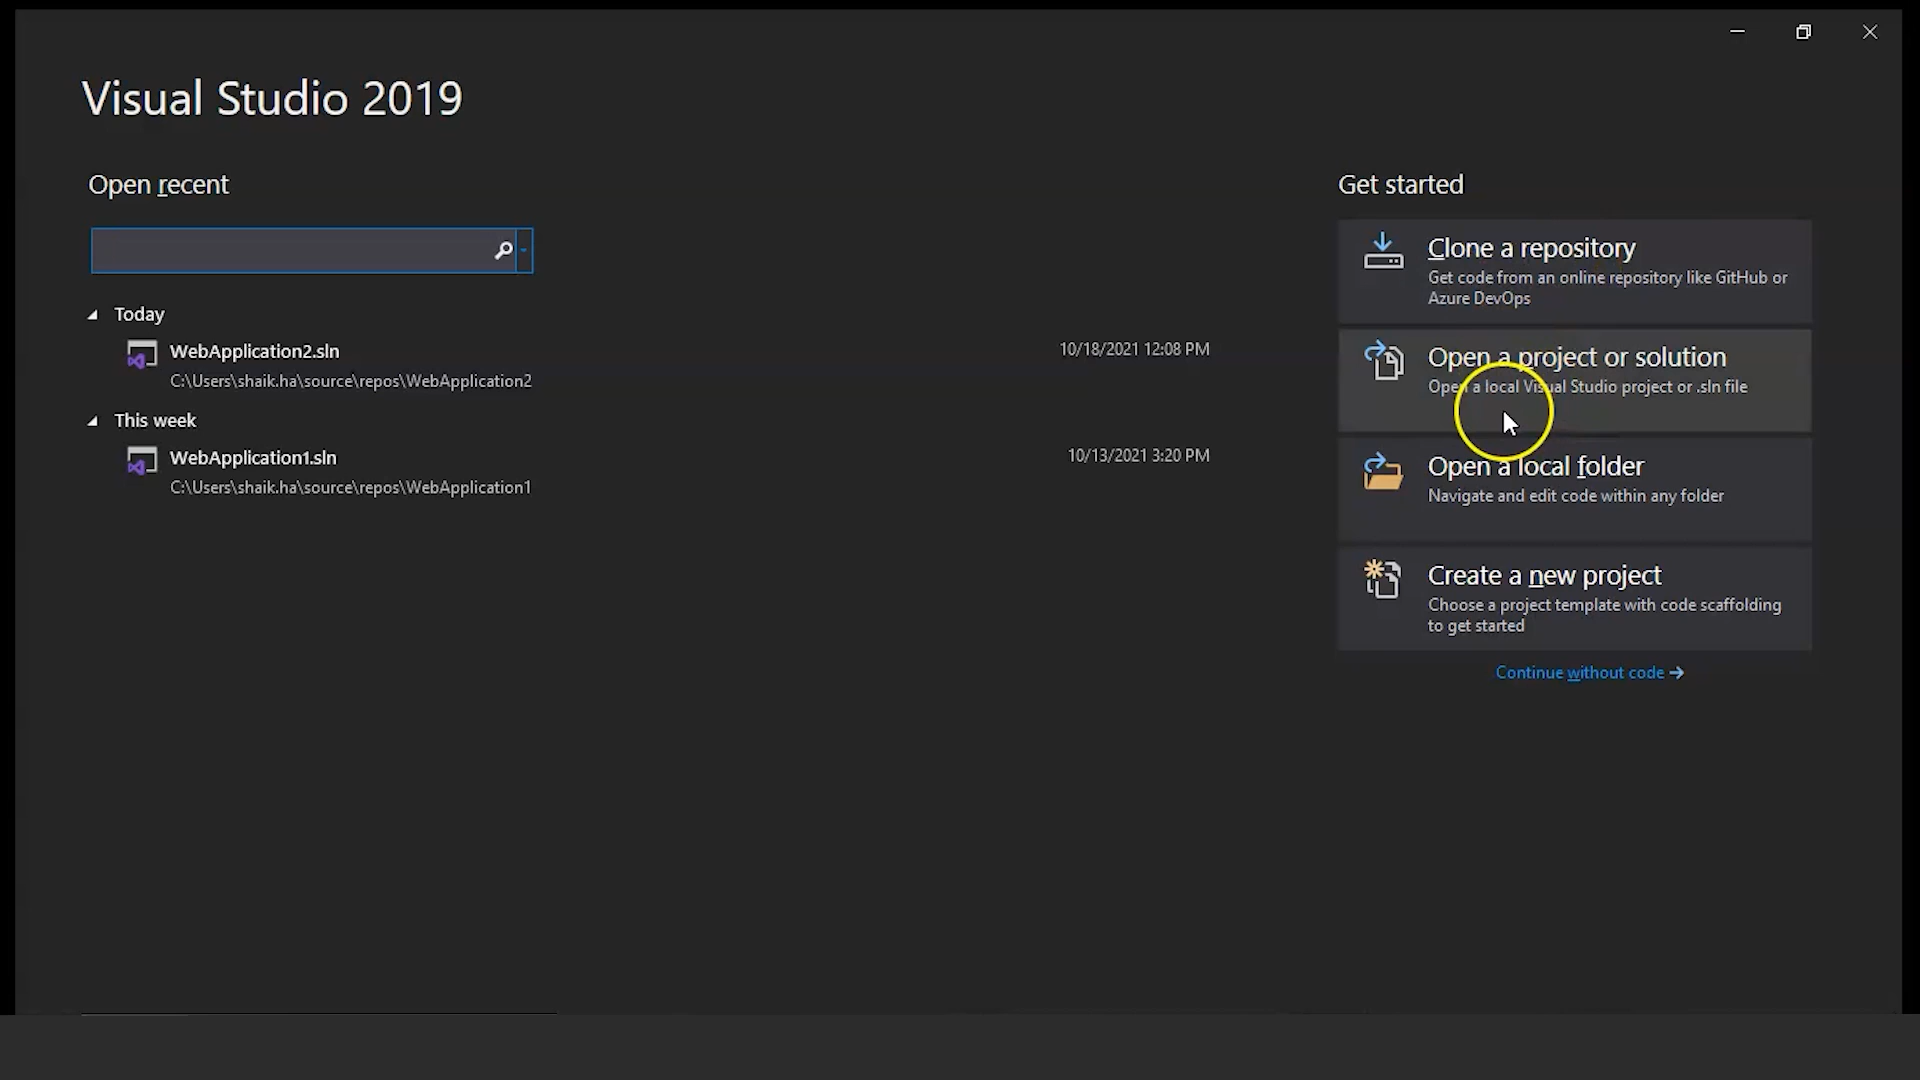 Visual Studio 2019
Open recent
Today
WebApplication2.sln
10/18/2021 12:08 PM
C:\Users\shaik.ha\source\repos\WebApplication2
This week
WebApplication1.sln
10/13/2021 3:20 PM
C:\Users\shaik.ha\source\repos\WebApplication1
Get started
Clone a repository
Get code from an online repository like GitHub or
Azure DevOps
Open a project or solution
Open a local Visual Studio project or .sln file
Open a local folder
Navigate and edit code within any folder
Create a new project
Choose a project template with code scaffolding
to get started
Continue without code →